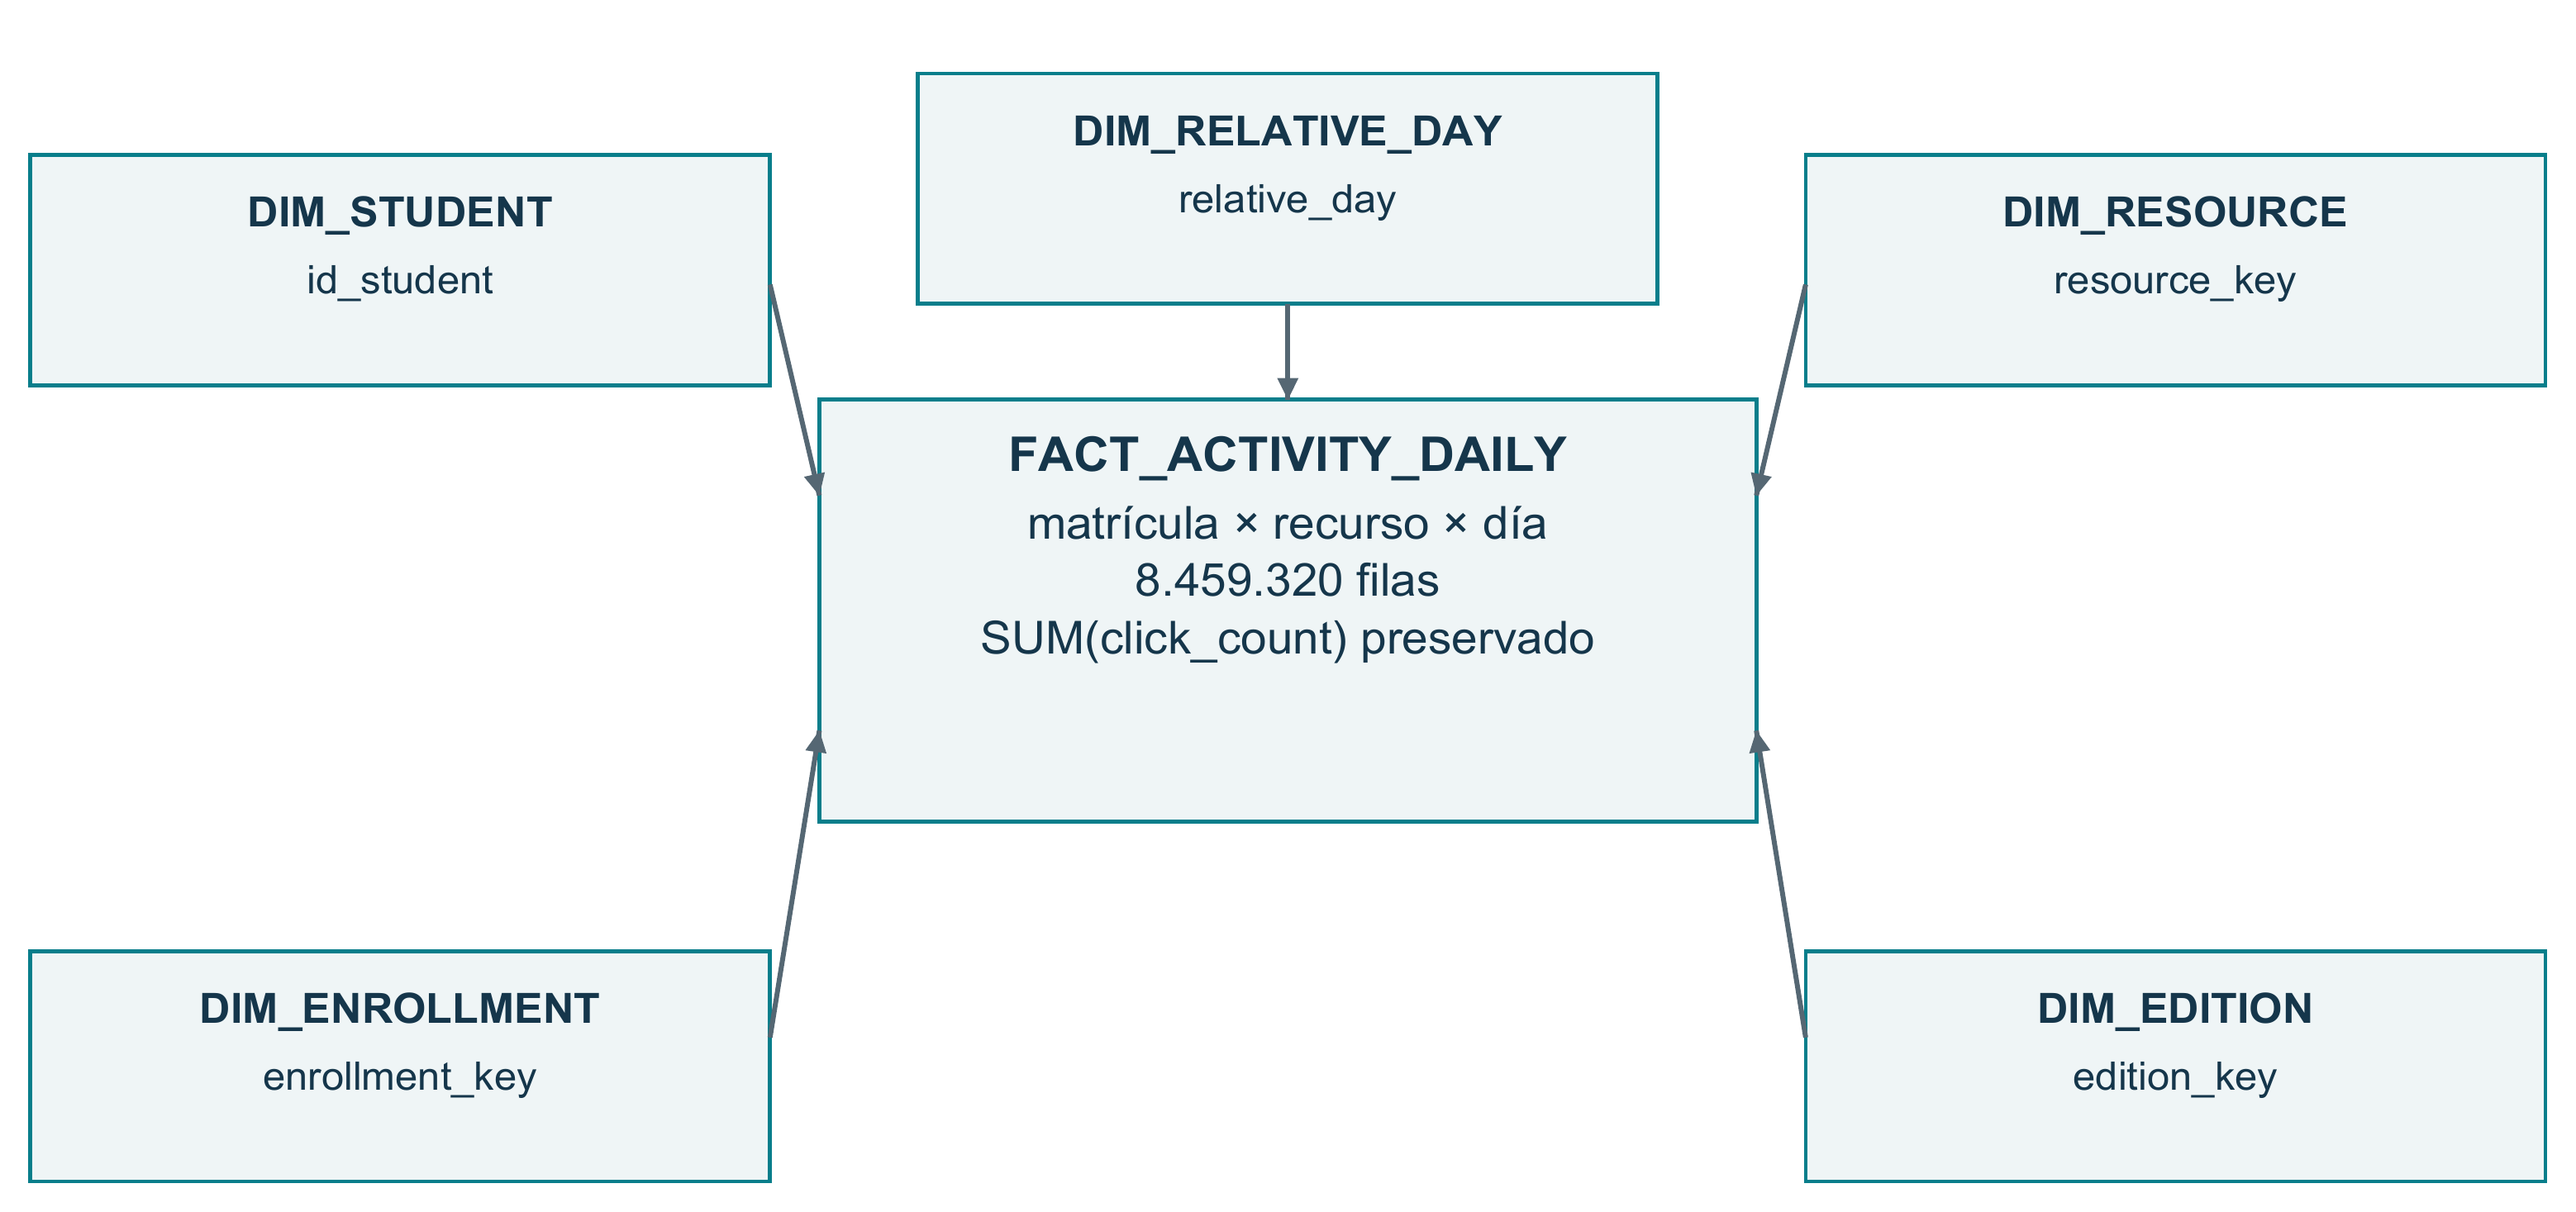 DIM_RELATIVE_DAY
relative_day
DIM_STUDENT
id_student
DIM_RESOURCE
resource_key
FACT_ACTIVITY_DAILY
matrícula × recurso × día
8.459.320 filas
SUM(click_count) preservado
DIM_ENROLLMENT
enrollment_key
DIM_EDITION
edition_key